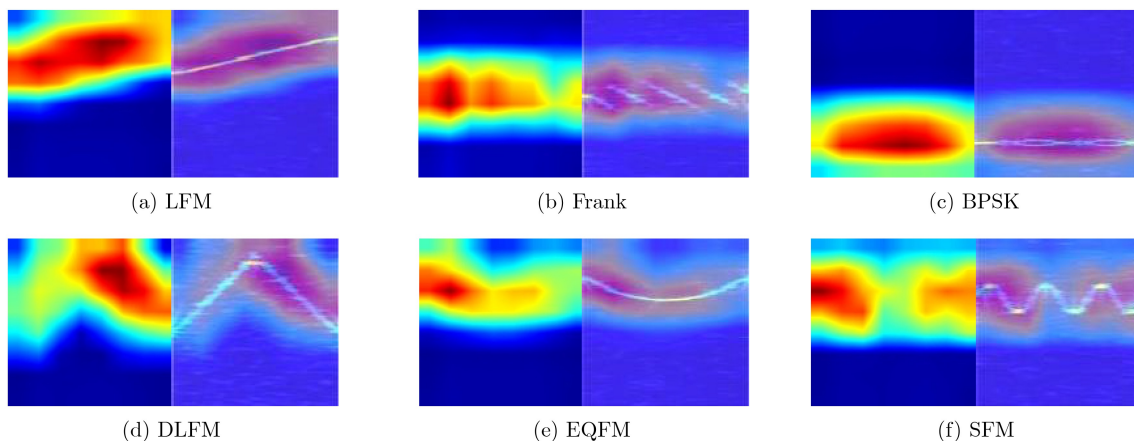 (a) LFM
(b) Frank
(c) BPSK
(d) DLFM
(e) EQFM
(f) SFM